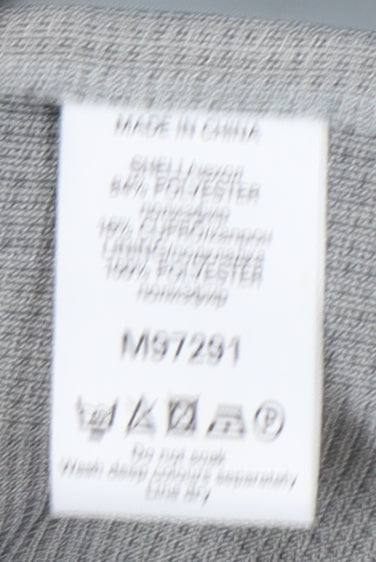 MADE IN CHINA
SHELL/
84% POLYESTER
16% CUPRO/
LINING/
100% POLYESTER
M97291
P
Do not soak
Wash deep colours separately
Line dry